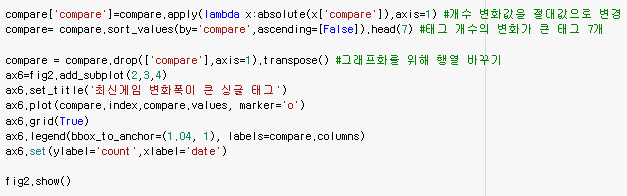 compare['compare']=compare.apply(lambda x:absolute(x['compare']),axis=1) #개수 변화값을 절대값으로 변경
compare= compare.sort_values(by='compare',ascending=[False]).head(7) #태그 개수의 변화가 큰 태그 7개
compare = compare.drop(['compare'],axis=1).transpose() #그래프화를 위해 행열 바꾸기
ax6=fig2.add_subplot(2,3,4)
ax6.set_title('최신게임 변화폭이 큰 싱글 태그')
ax6.plot(compare.index,compare.values, marker='o')
ax6.grid(True)
ax6.legend(bbox_to_anchor=(1.04, 1), labels=compare.columns)
ax6.set(ylabel='count',xlabel='date')
fig2.show()